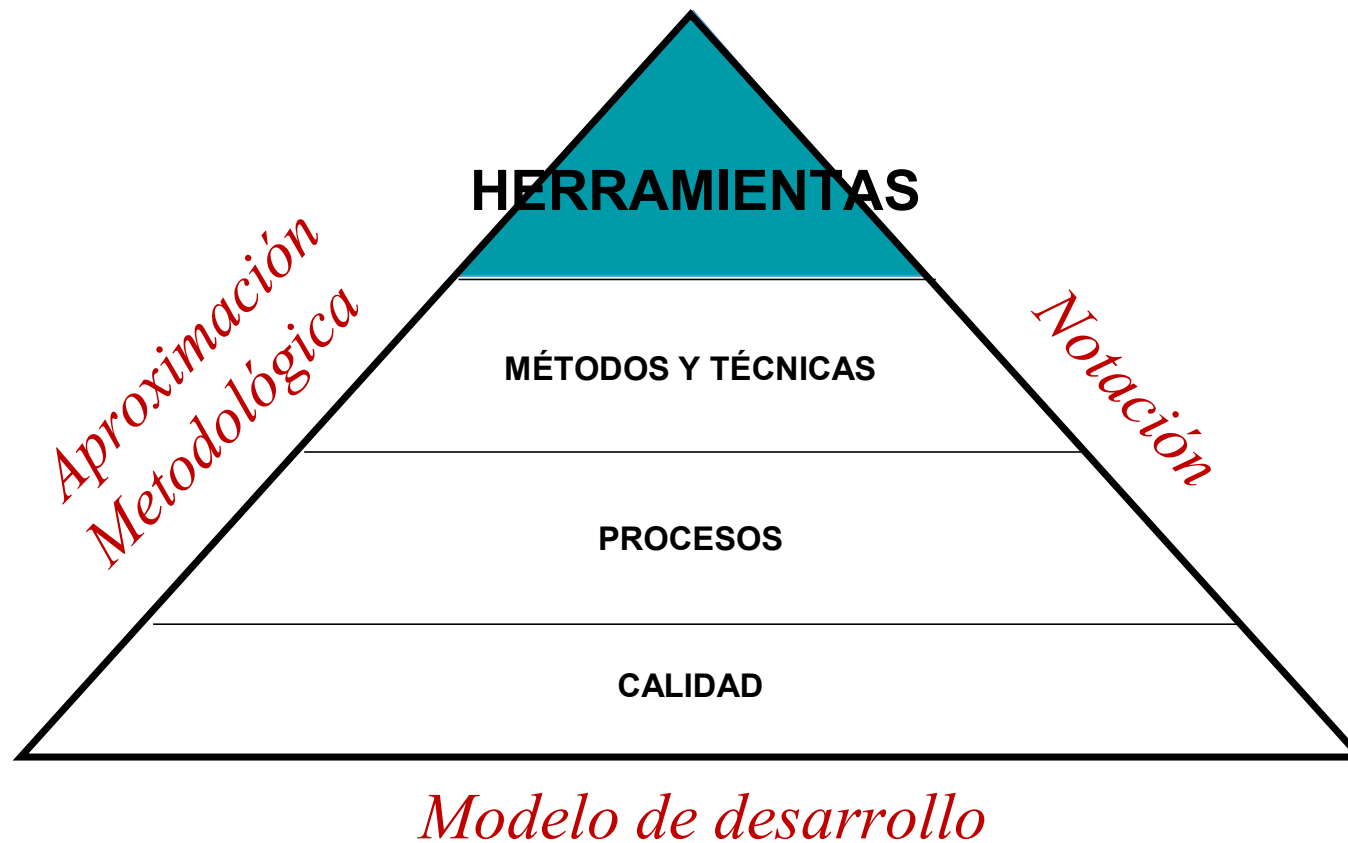 HERRAMIENTAS
Aproximación
Metodológica
Notación
MÉTODOS Y TÉCNICAS
PROCESOS
CALIDAD
Modelo de desarrollo